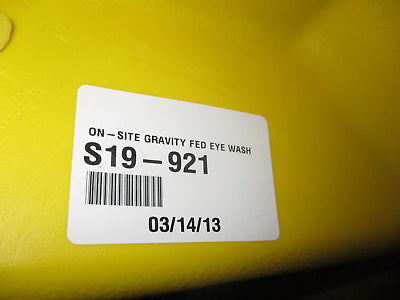 ON-SITE GRAVITY FED EYE WASH
S19-921
03/14/13